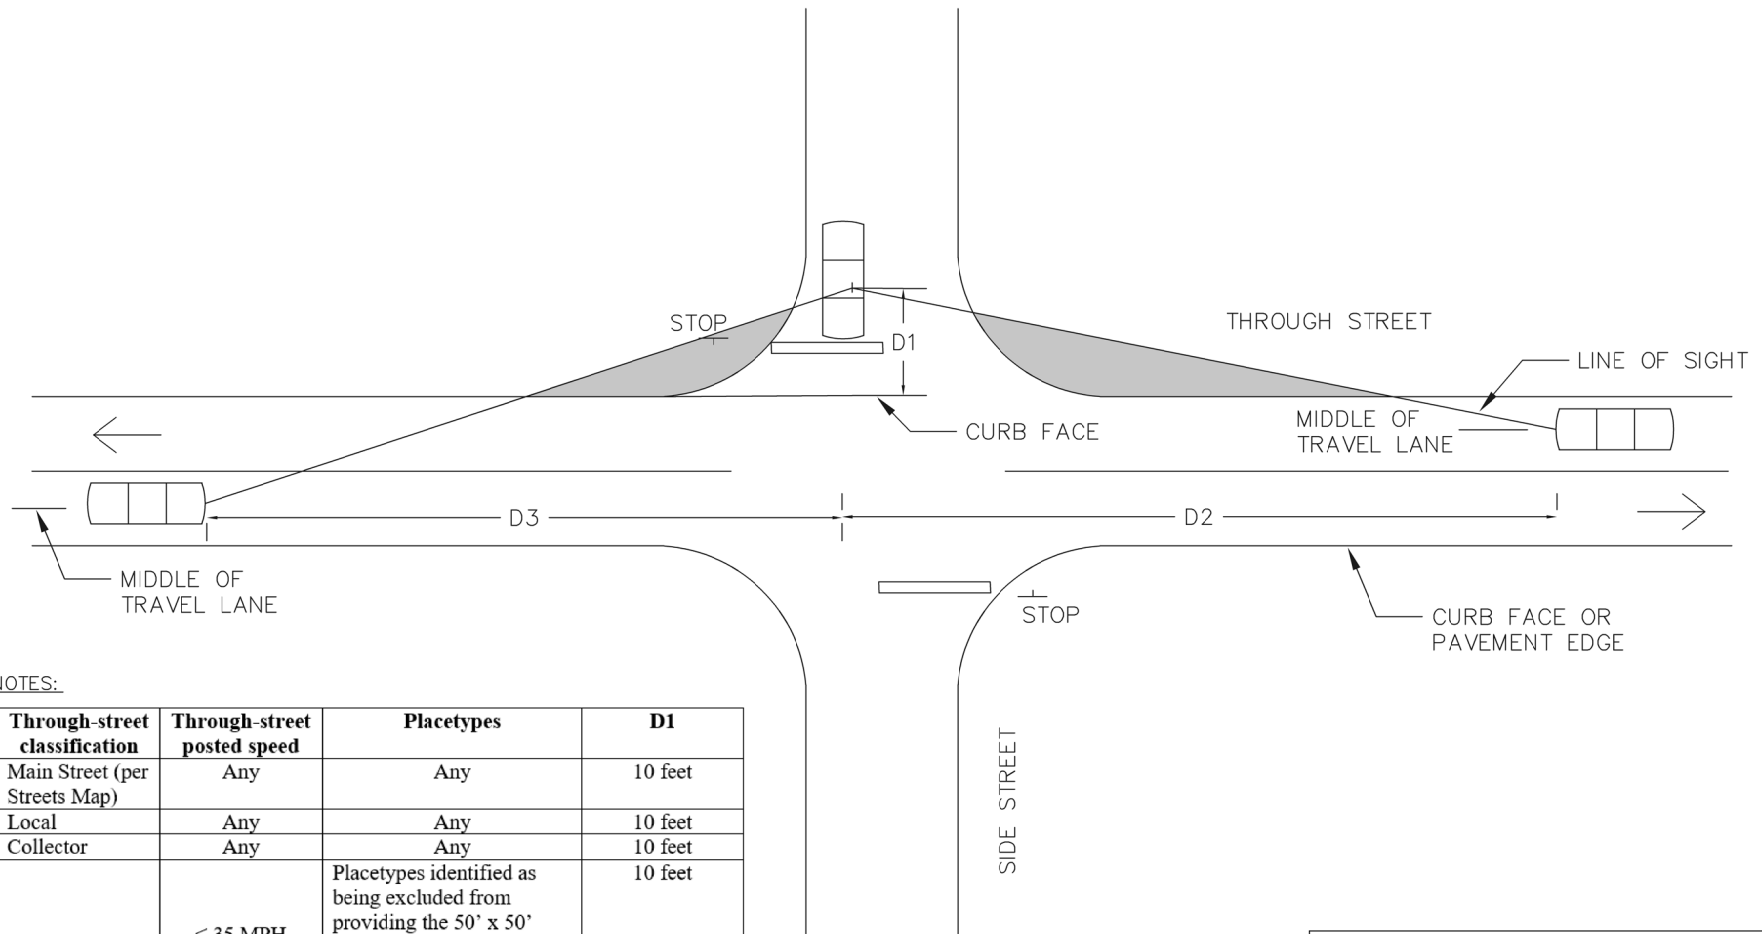 STOP
D1
THROUGH STREET
LINE OF SIGHT
MIDDLE OF
TRAVEL LANE
CURB FACE
D3
D2
MIDDLE OF
TRAVEL LANE
STOP
CURB FACE OR
PAVEMENT EDGE
SIDE STREET
NOTES:
Through-street classification Through-street posted speed Placetypes D1
Main Street (per Streets Map) Any Any 10 feet
Local Any Any 10 feet
Collector Any Any 10 feet
Placetypes identified as 10 feet
being excluded from
providing the 50' x 50'
35 MPH